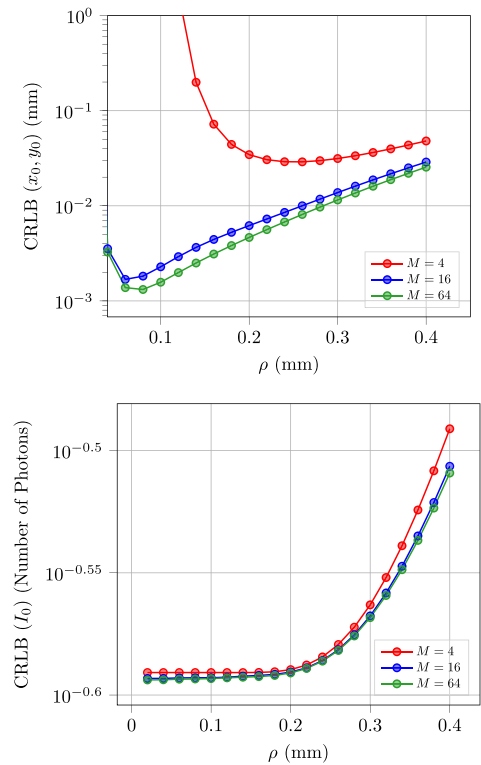 10^0
10^{-1}
10^{-2}
10^{-3}
CRLB (x_0, y_0) (mm)
0.1 0.2 0.3 0.4
ρ (mm)
M = 4
M = 16
M = 64
10^{-0.5}
10^{-0.55}
10^{-0.6}
CRLB (I_0) (Number of Photons)
0 0.1 0.2 0.3 0.4
ρ (mm)
M = 4
M = 16
M = 64